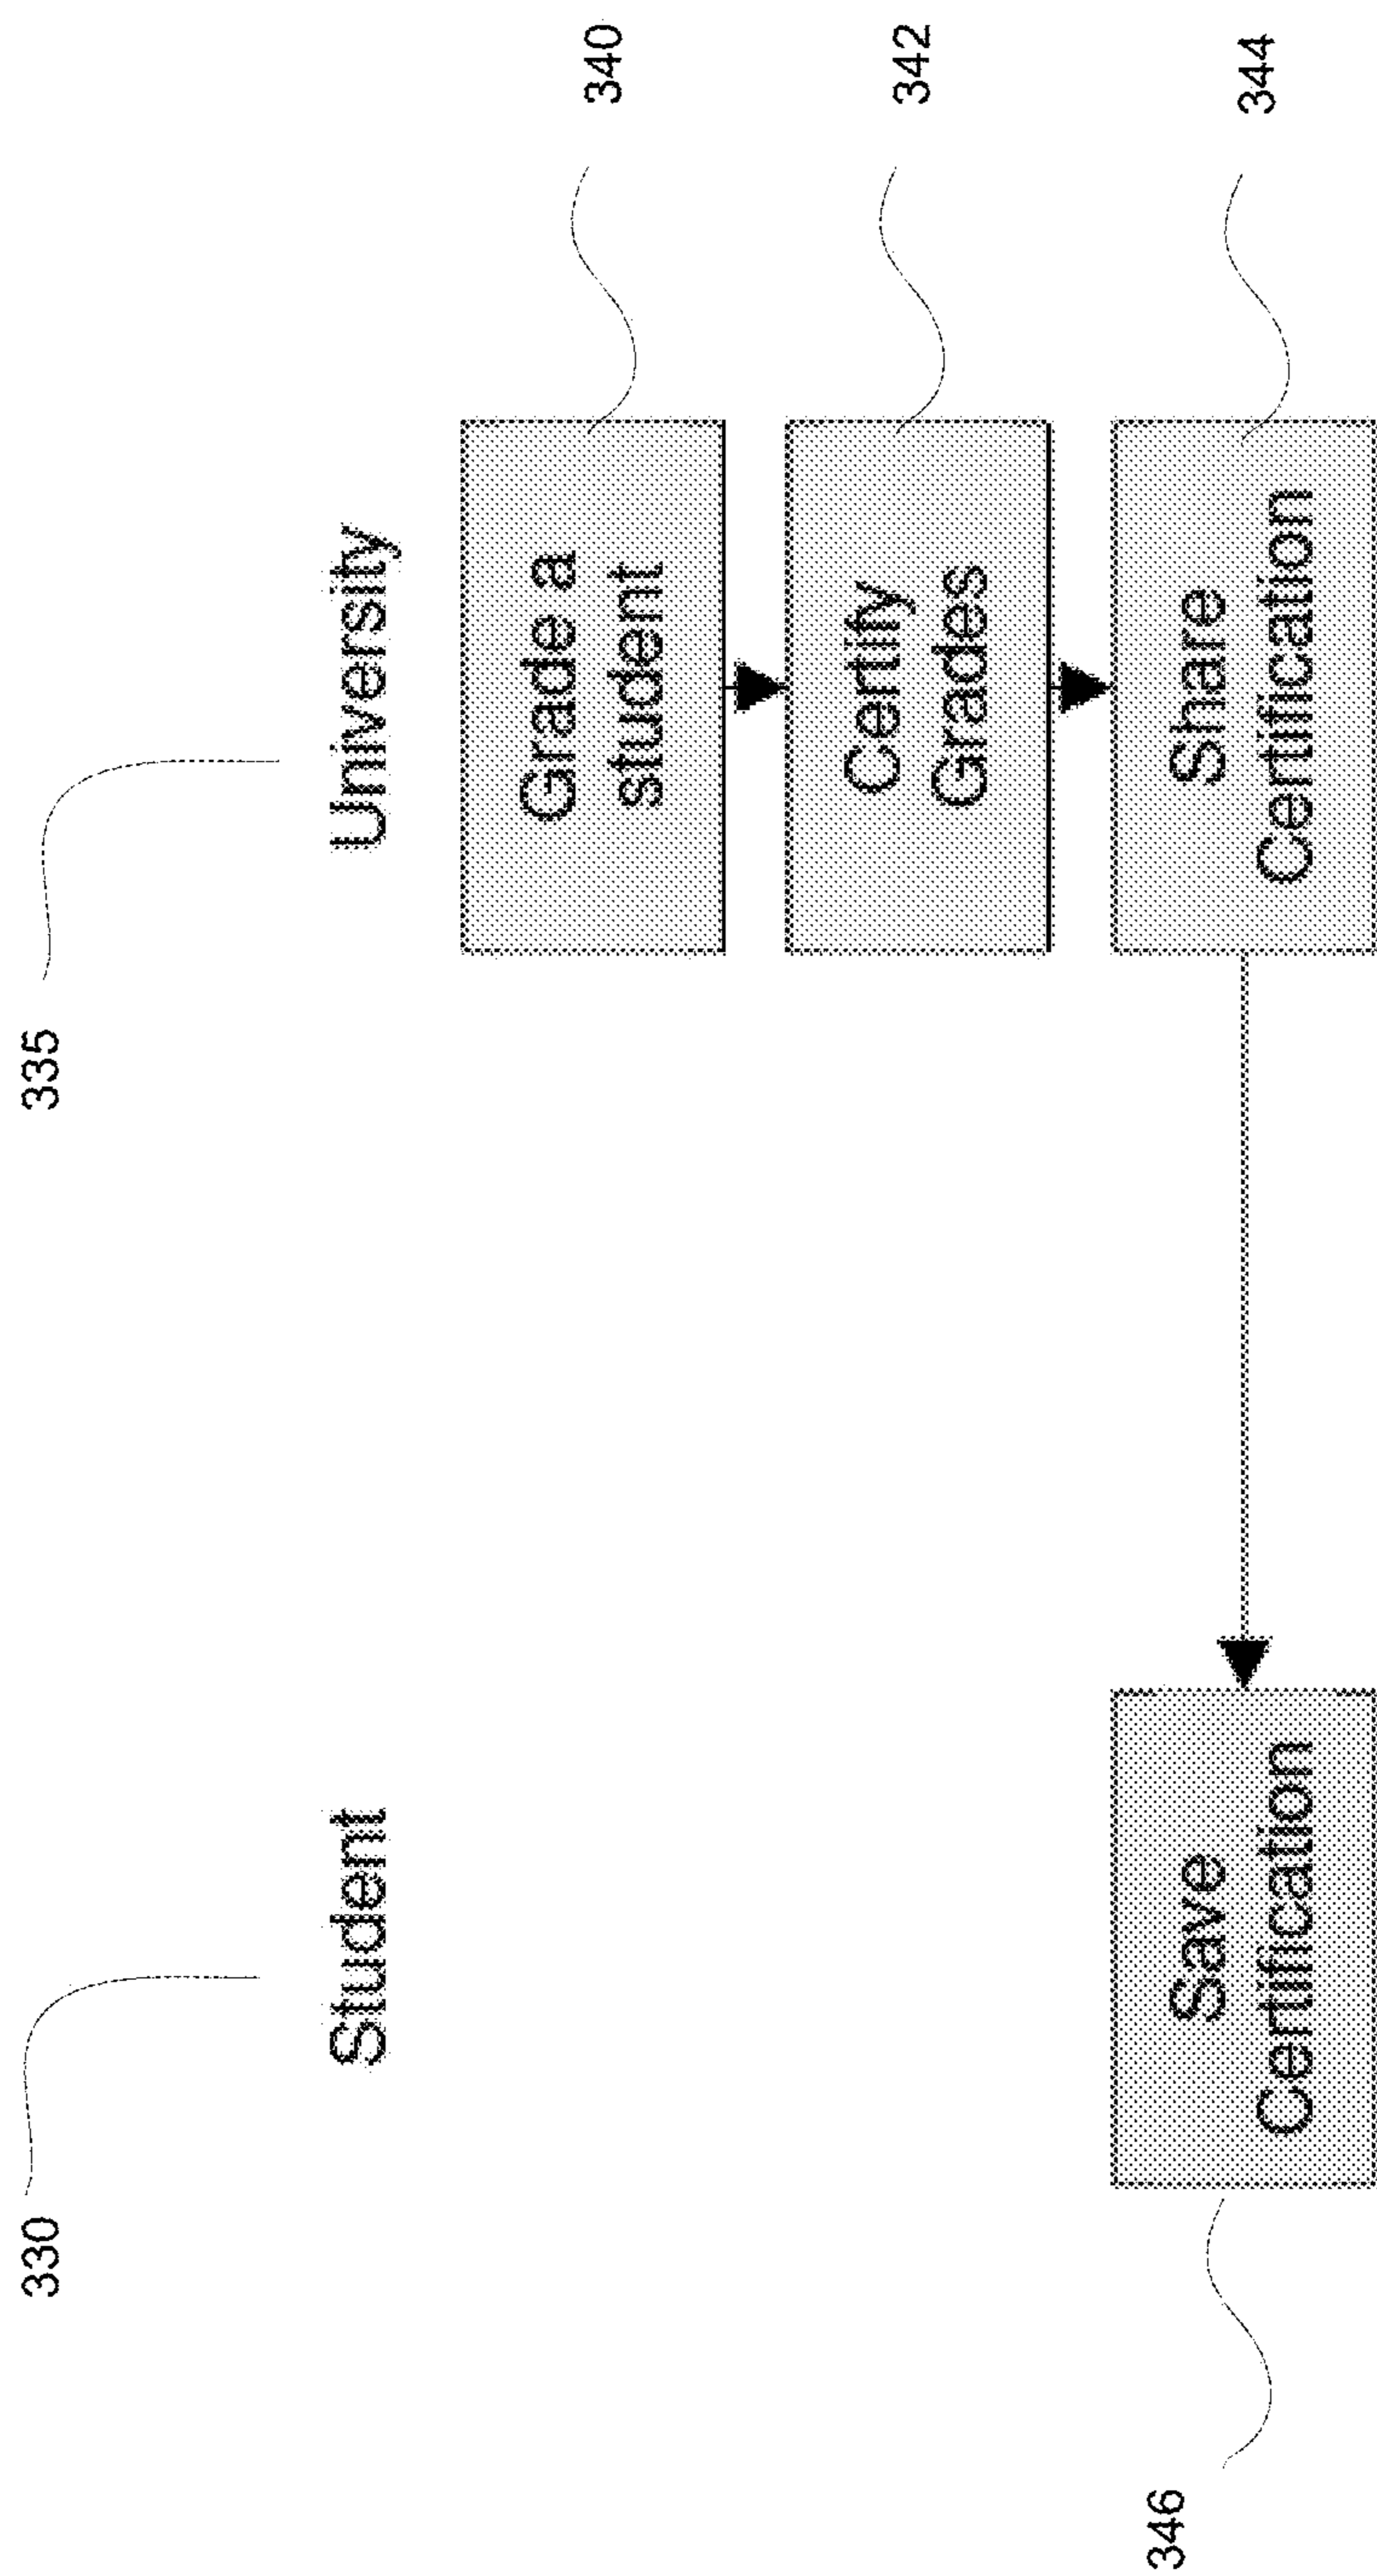 330
335
Student
University
Grade a
student
340
Certify
Grades
342
Save
Certification
Share
Certification
344
346